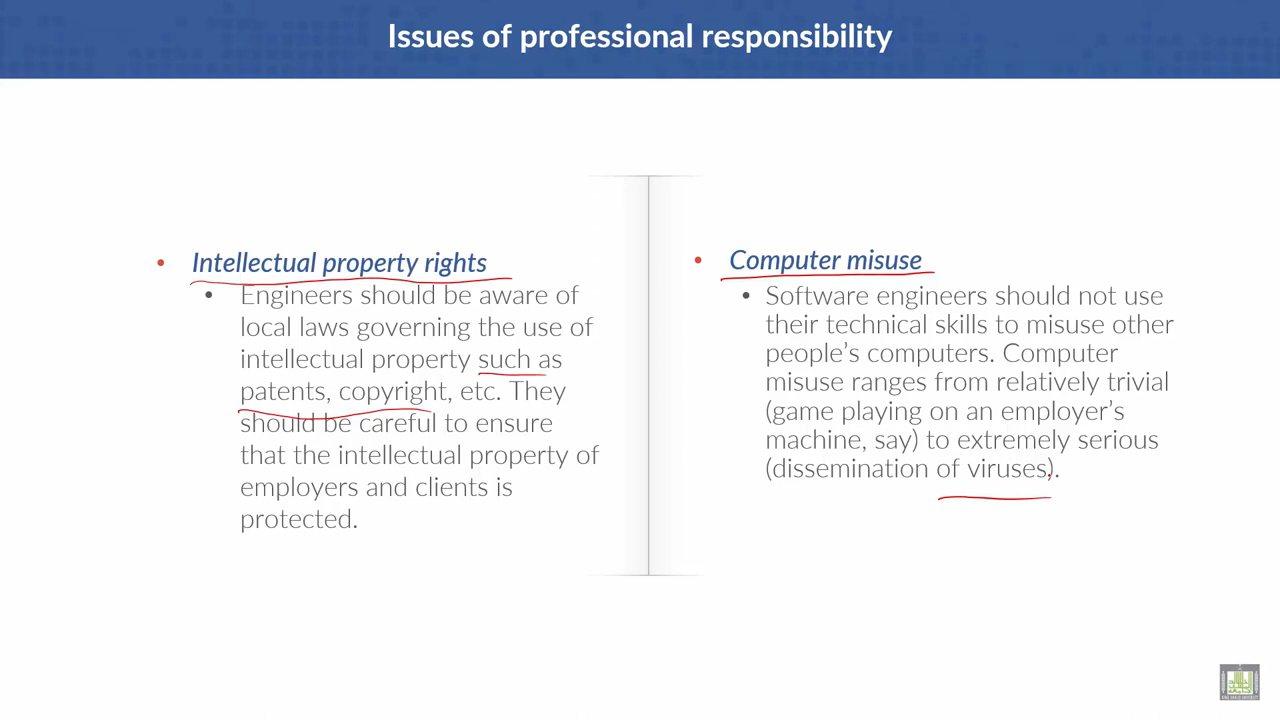 Issues of professional responsibility
• Intellectual property rights
• Engineers should be aware of
local laws governing the use of
intellectual property such as
patents, copyright, etc. They
should be careful to ensure
that the intellectual property of
employers and clients is
protected.
• Computer misuse
• Software engineers should not use
their technical skills to misuse other
people’s computers. Computer
misuse ranges from relatively trivial
(game playing on an employer’s
machine, say) to extremely serious
(dissemination of viruses).